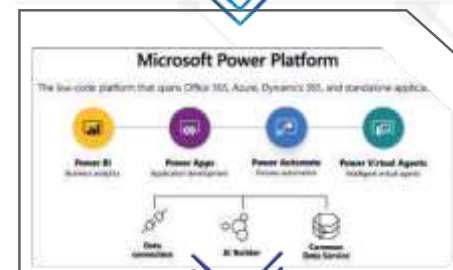 Microsoft Power Platform
The low-code platform that spans Office 365, Azure, Dynamics 365, and standalone applica
Power BI
Business analytics
Power Apps
Application development
Power Automate
Process automation
Power Virtual Agents
Intelligent virtual agents
Data
connectors
AI Builder
Common
Data Service